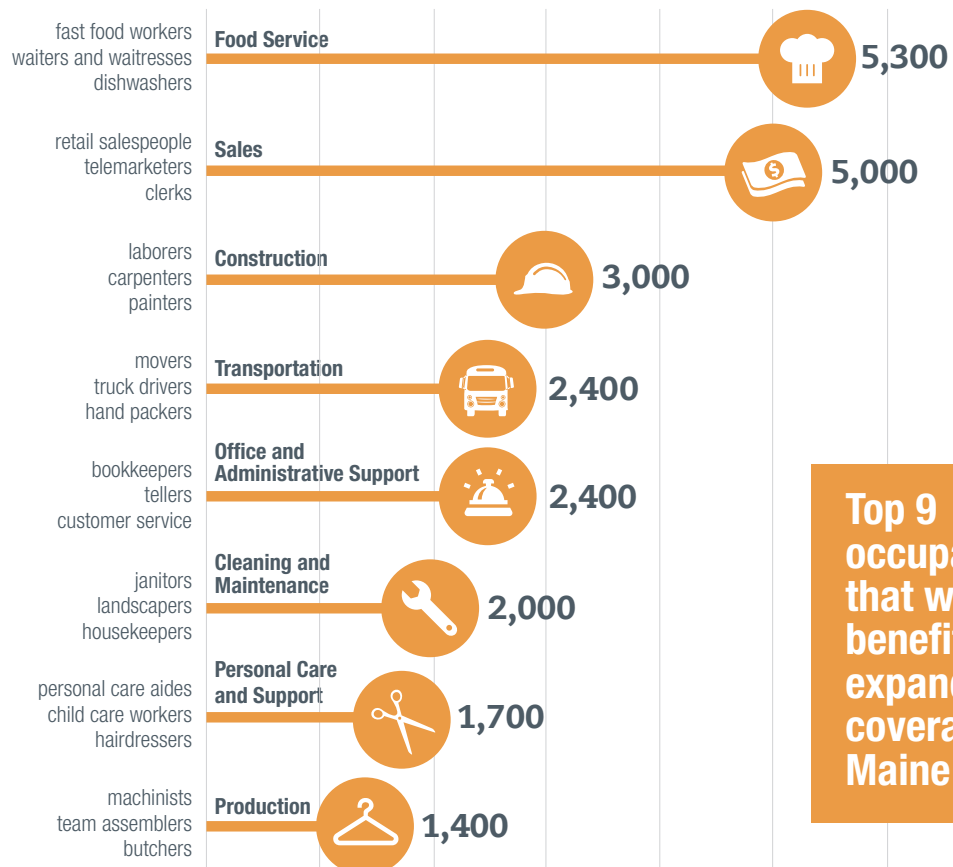 fast food workers
waiters and waitresses
dishwashers
Food Service
5,300
retail salespeople
telemarketers
clerks
Sales
5,000
laborers
carpenters
painters
Construction
3,000
movers
truck drivers
hand packers
Transportation
2,400
bookkeepers
tellers
customer service
Office and
Administrative Support
2,400
janitors
landscapers
housekeepers
Cleaning and
Maintenance
2,000
personal care aides
child care workers
hairdressers
Personal Care
and Support
1,700
machinists
team assemblers
butchers
Production
1,400
Top 9
that
Maine